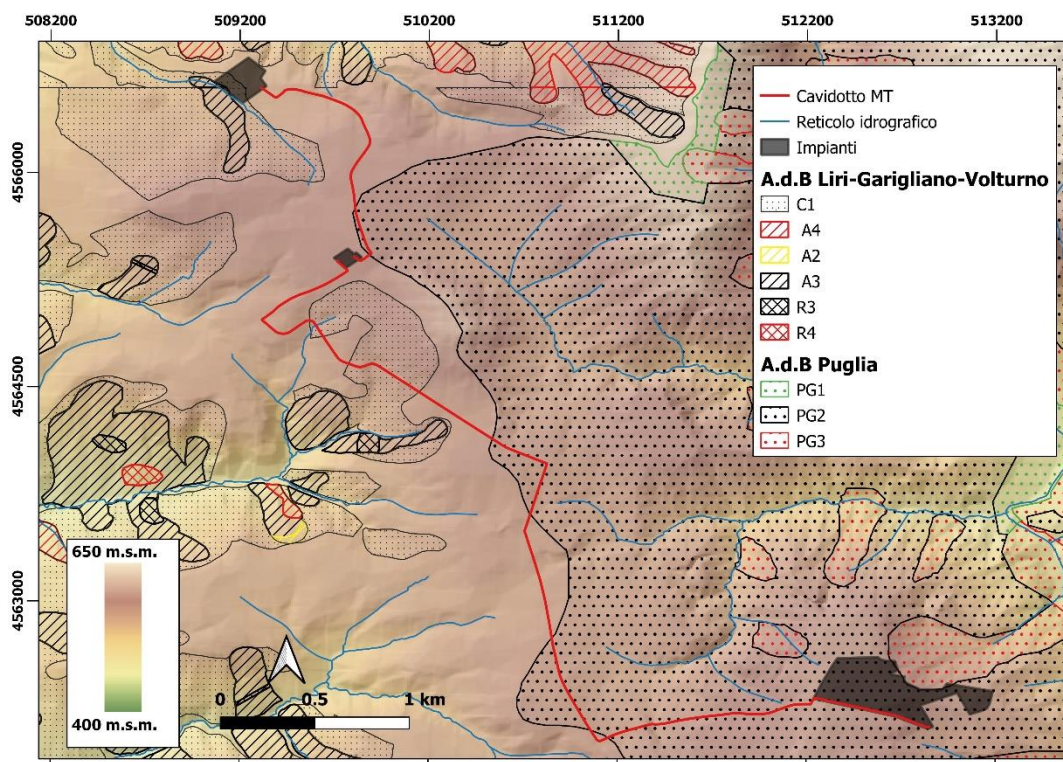 508200 509200 510200 511200 512200 513200
4566000
4564500
4563000
Cavidotto MT
Reticolo idrografico
Impianti
A.d.B Liri-Garigliano-Volturno
C1
A4
A2
A3
R3
R4
A.d.B Puglia
PG1
PG2
PG3
650 m.s.m.
400 m.s.m.
0 0.5 1 km